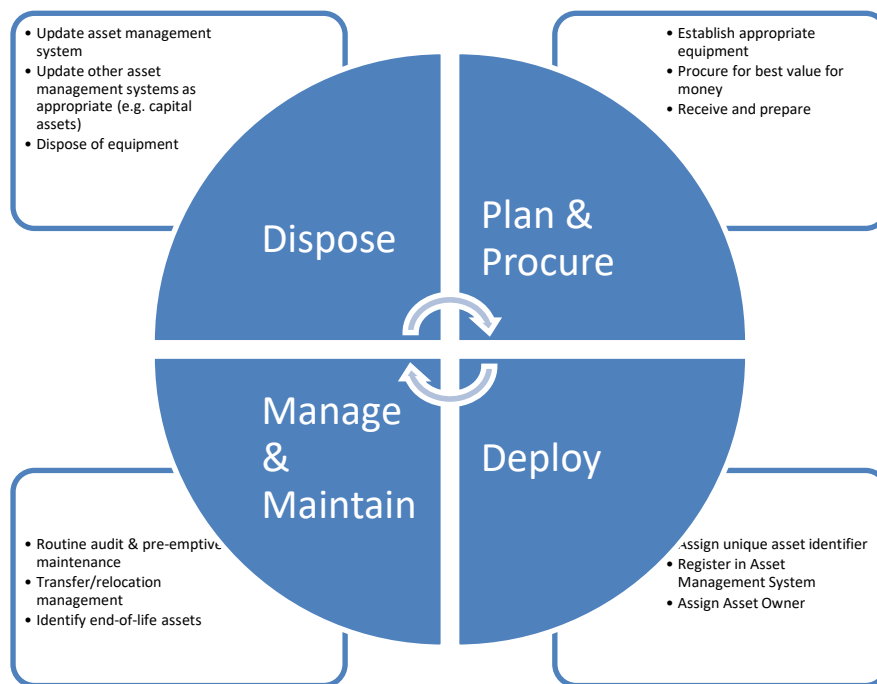 • Update asset management
system
• Update other asset
management systems as
appropriate (e.g. capital
assets)
• Dispose of equipment
• Establish appropriate
equipment
• Procure for best value for
money
• Receive and prepare
Dispose
Plan &
Procure
Manage
&
Maintain
Deploy
• Routine audit & pre-emptive
maintenance
• Transfer/relocation
management
• Identify end-of-life assets
Assign unique asset identifier
• Register in Asset
Management System
• Assign Asset Owner